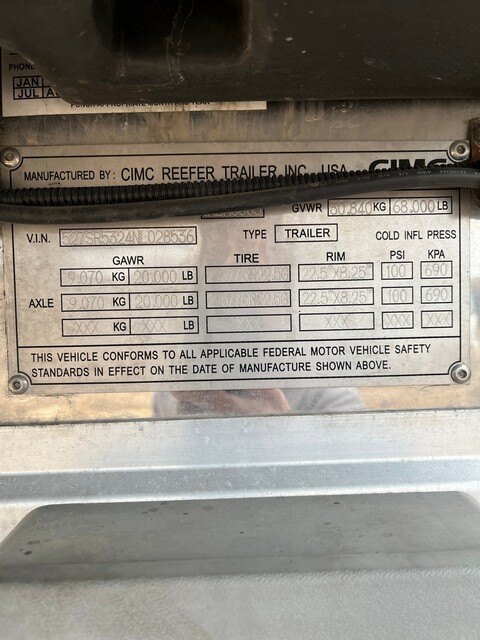 PHONE
JAN
JUL A
MANUFACTURED BY: CIMC REEFER TRAILER INC., USA CIMC
GVWR 30,840 KG 68,000 LB
V.I.N. 527SR5324NL028536 TYPE TRAILER COLD INFL PRESS
GAWR TIRE RIM PSI KPA
9,070 KG 20,000 LB 22.5"X8.25" 100 690
AXLE 9,070 KG 20,000 LB 22.5"X8.25" 100 690
XXX KG XXX LB XXX XXX XXX XXX
THIS VEHICLE CONFORMS TO ALL APPLICABLE FEDERAL MOTOR VEHICLE SAFETY
STANDARDS IN EFFECT ON THE DATE OF MANUFACTURE SHOWN ABOVE.